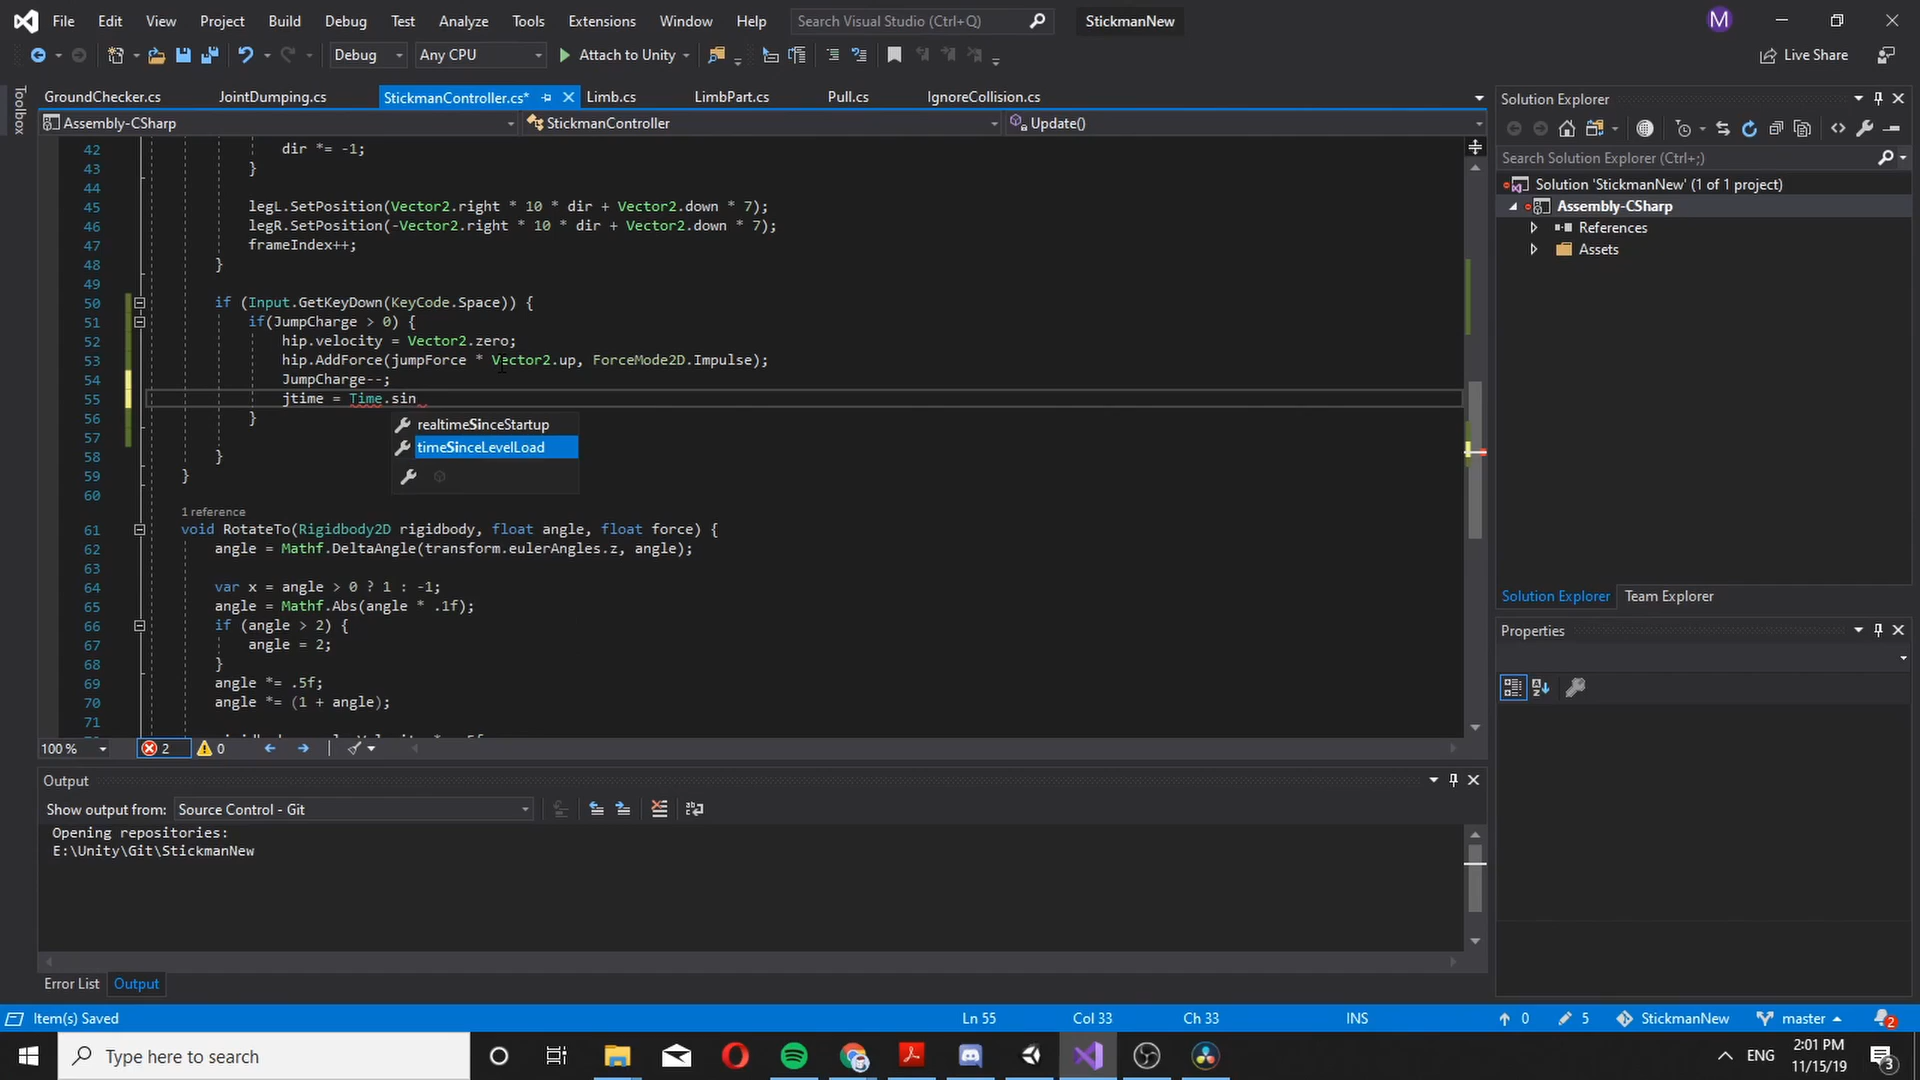 File Edit View Project Build Debug Test Analyze Tools Extensions Window Help Search Visual Studio (Ctrl+Q) StickmanNew M
Debug Any CPU Attach to Unity Live Share
Toolbox
GroundChecker.cs JointDumping.cs StickmanController.cs* Limb.cs LimbPart.cs Pull.cs IgnoreCollision.cs
Assembly-CSharp StickmanController Update()
42 dir *= -1;
43 }
44
45 legL.SetPosition(Vector2.right * 10 * dir + Vector2.down * 7);
46 legR.SetPosition(-Vector2.right * 10 * dir + Vector2.down * 7);
47 frameIndex++;
48 }
49
50 if (Input.GetKeyDown(KeyCode.Space)) {
51 if(JumpCharge > 0) {
52 hip.velocity = Vector2.zero;
53 hip.AddForce(jumpForce * Vector2.up, ForceMode2D.Impulse);
54 JumpCharge--;
55 jtime = Time.sin
56 }
realtimeSinceStartup
57
timeSinceLevelLoad
58 }
59 }
60
1 reference
61 void RotateTo(Rigidbody2D rigidbody, float angle, float force) {
62 angle = Mathf.DeltaAngle(transform.eulerAngles.z, angle);
63
64 var x = angle > 0 ? 1 : -1;
65 angle = Mathf.Abs(angle * .1f);
66 if (angle > 2) {
67 angle = 2;
68 }
69 angle *= .5f;
70 angle *= (1 + angle);
71
100 % 2 0
Output
Show output from: Source Control - Git
Opening repositories:
E:\Unity\Git\StickmanNew
Error List Output
Solution Explorer
Search Solution Explorer (Ctrl+;)
Solution 'StickmanNew' (1 of 1 project)
Assembly-CSharp
References
Assets
Solution Explorer Team Explorer
Properties
Item(s) Saved Ln 55 Col 33 Ch 33 INS 0 5 StickmanNew master 2
Type here to search ENG 2:01 PM
11/15/19 3